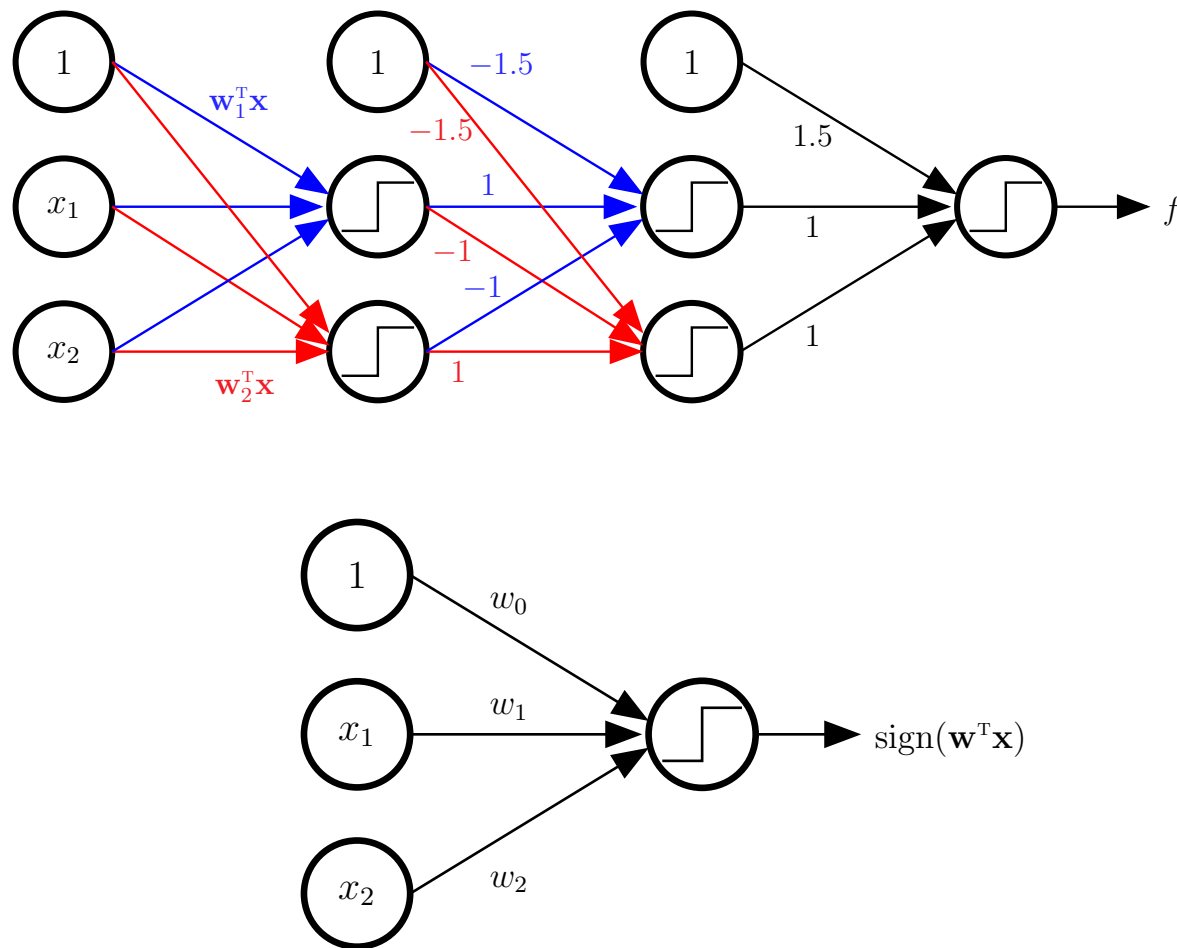 1 1 −1.5 1
w₁ᵀx
−1.5 1.5
x₁ 1 1 f
−1
−1
x₂ 1 1
w₂ᵀx
1
w₀
x₁ w₁ sign(wᵀx)
x₂ w₂